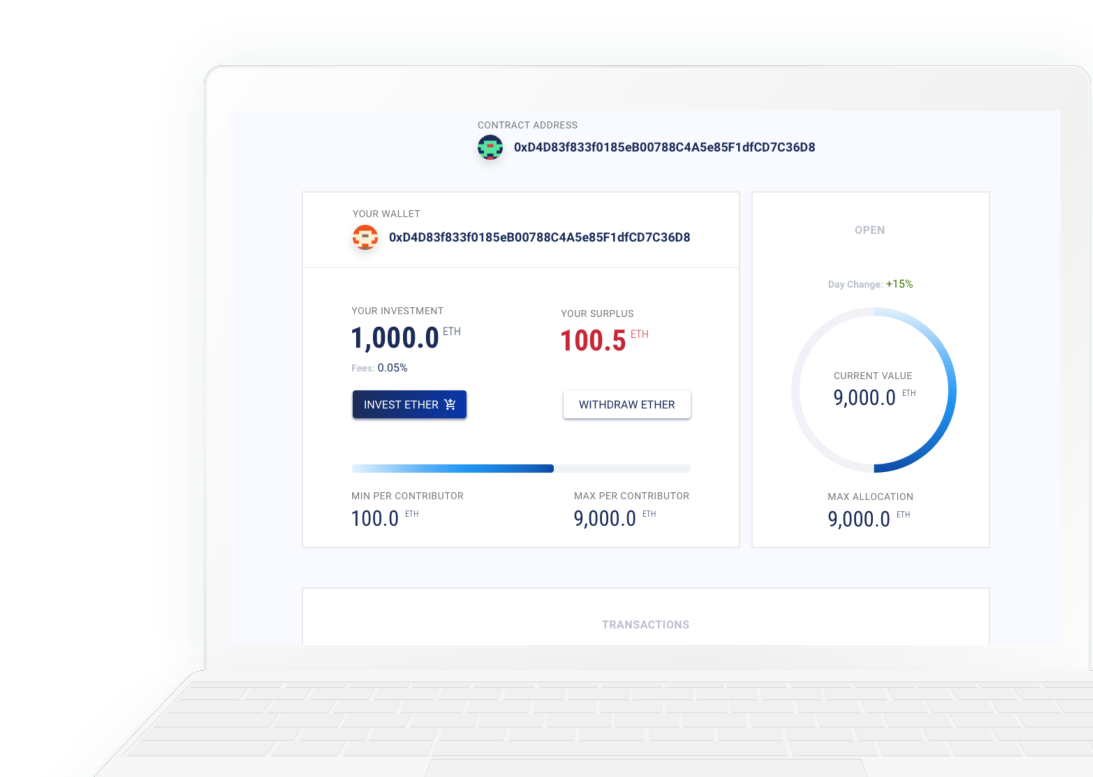 CONTRACT ADDRESS
0xD4D83f833f0185eB00788C4A5e85F1dfCD7C36D8
YOUR WALLET
0xD4D83f833f0185eB00788C4A5e85F1dfCD7C36D8
YOUR INVESTMENT
1,000.0 ETH
Fees: 0.05%
INVEST ETHER
YOUR SURPLUS
100.5 ETH
WITHDRAW ETHER
MIN PER CONTRIBUTOR
100.0 ETH
MAX PER CONTRIBUTOR
9,000.0 ETH
OPEN
Day Change: +15%
CURRENT VALUE
9,000.0 ETH
MAX ALLOCATION
9,000.0 ETH
TRANSACTIONS